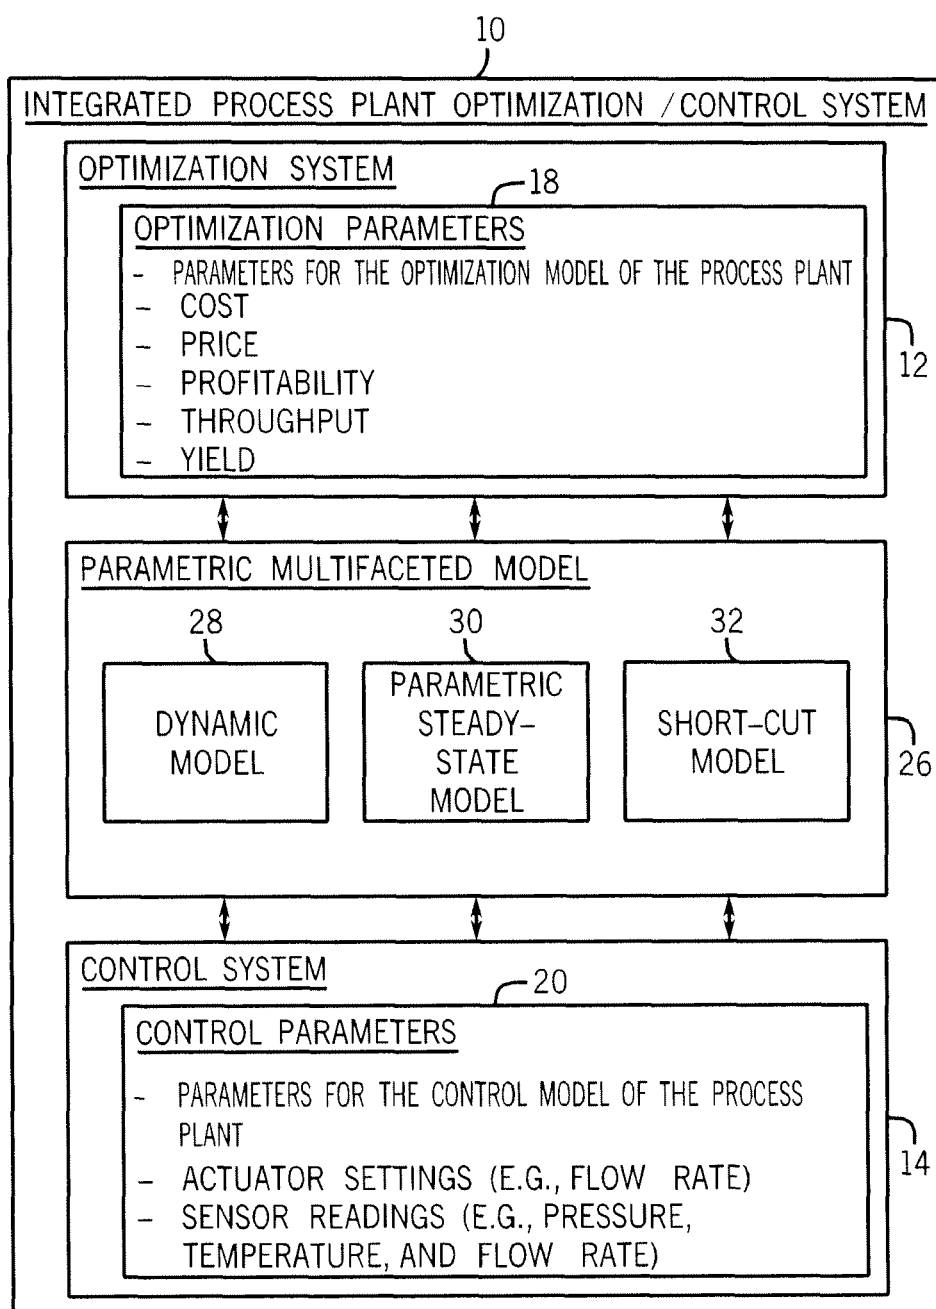 10
INTEGRATED PROCESS PLANT OPTIMIZATION / CONTROL SYSTEM
OPTIMIZATION SYSTEM
18
OPTIMIZATION PARAMETERS
- PARAMETERS FOR THE OPTIMIZATION MODEL OF THE PROCESS PLANT
- COST
- PRICE
- PROFITABILITY
- THROUGHPUT
- YIELD
12
PARAMETRIC MULTIFACETED MODEL
28
DYNAMIC
MODEL
30
PARAMETRIC
STEADY-
STATE
MODEL
32
SHORT-CUT
MODEL
26
CONTROL SYSTEM
20
CONTROL PARAMETERS
- PARAMETERS FOR THE CONTROL MODEL OF THE PROCESS
PLANT
- ACTUATOR SETTINGS (E.G., FLOW RATE)
- SENSOR READINGS (E.G., PRESSURE,
TEMPERATURE, AND FLOW RATE)
14